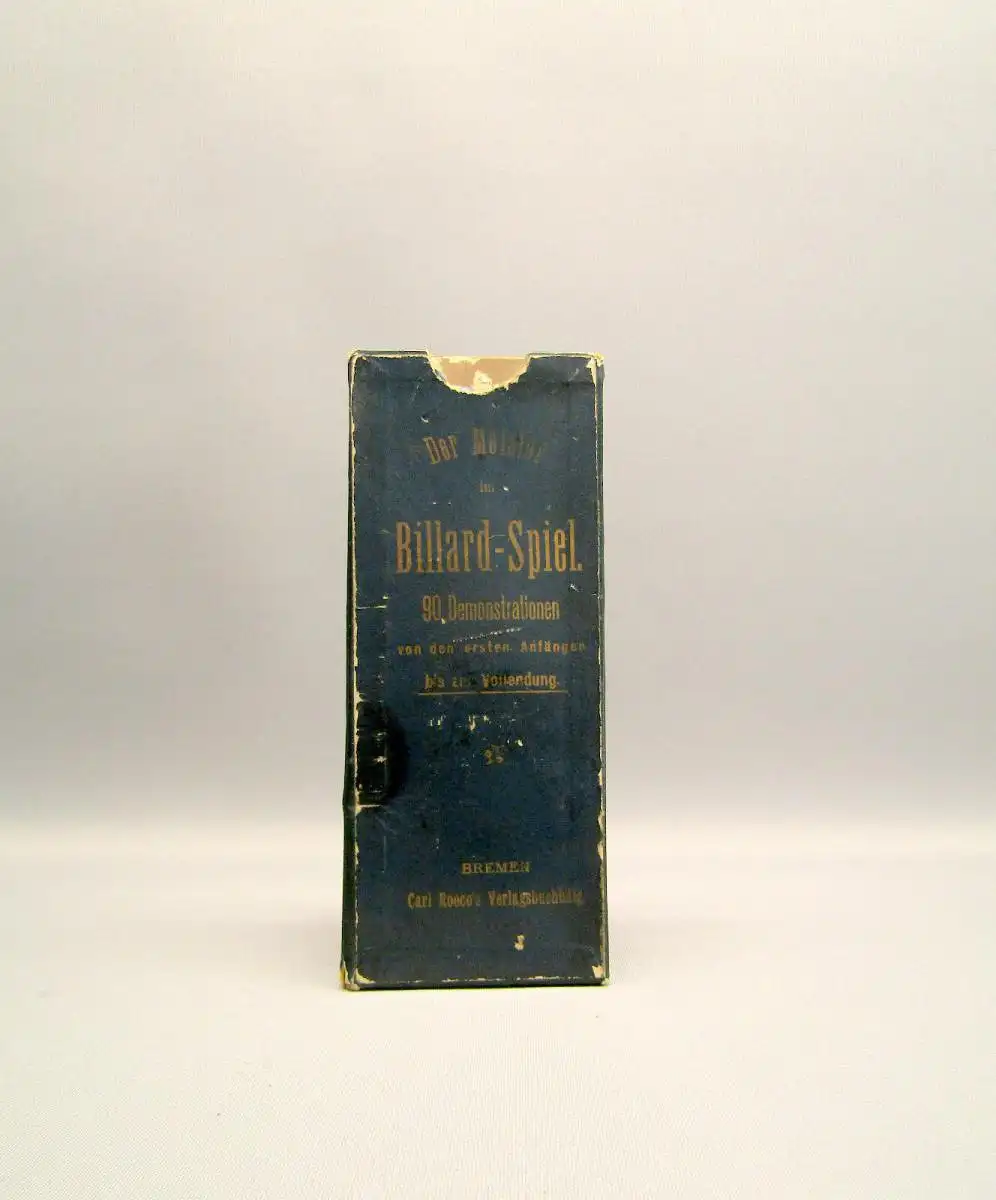 Der Meister
im
Billard-Spiel.
90 Demonstrationen
von den ersten Anfängen
bis zur Vollendung.
BREMEN
Carl Rocco's Verlagsbuchhdlg